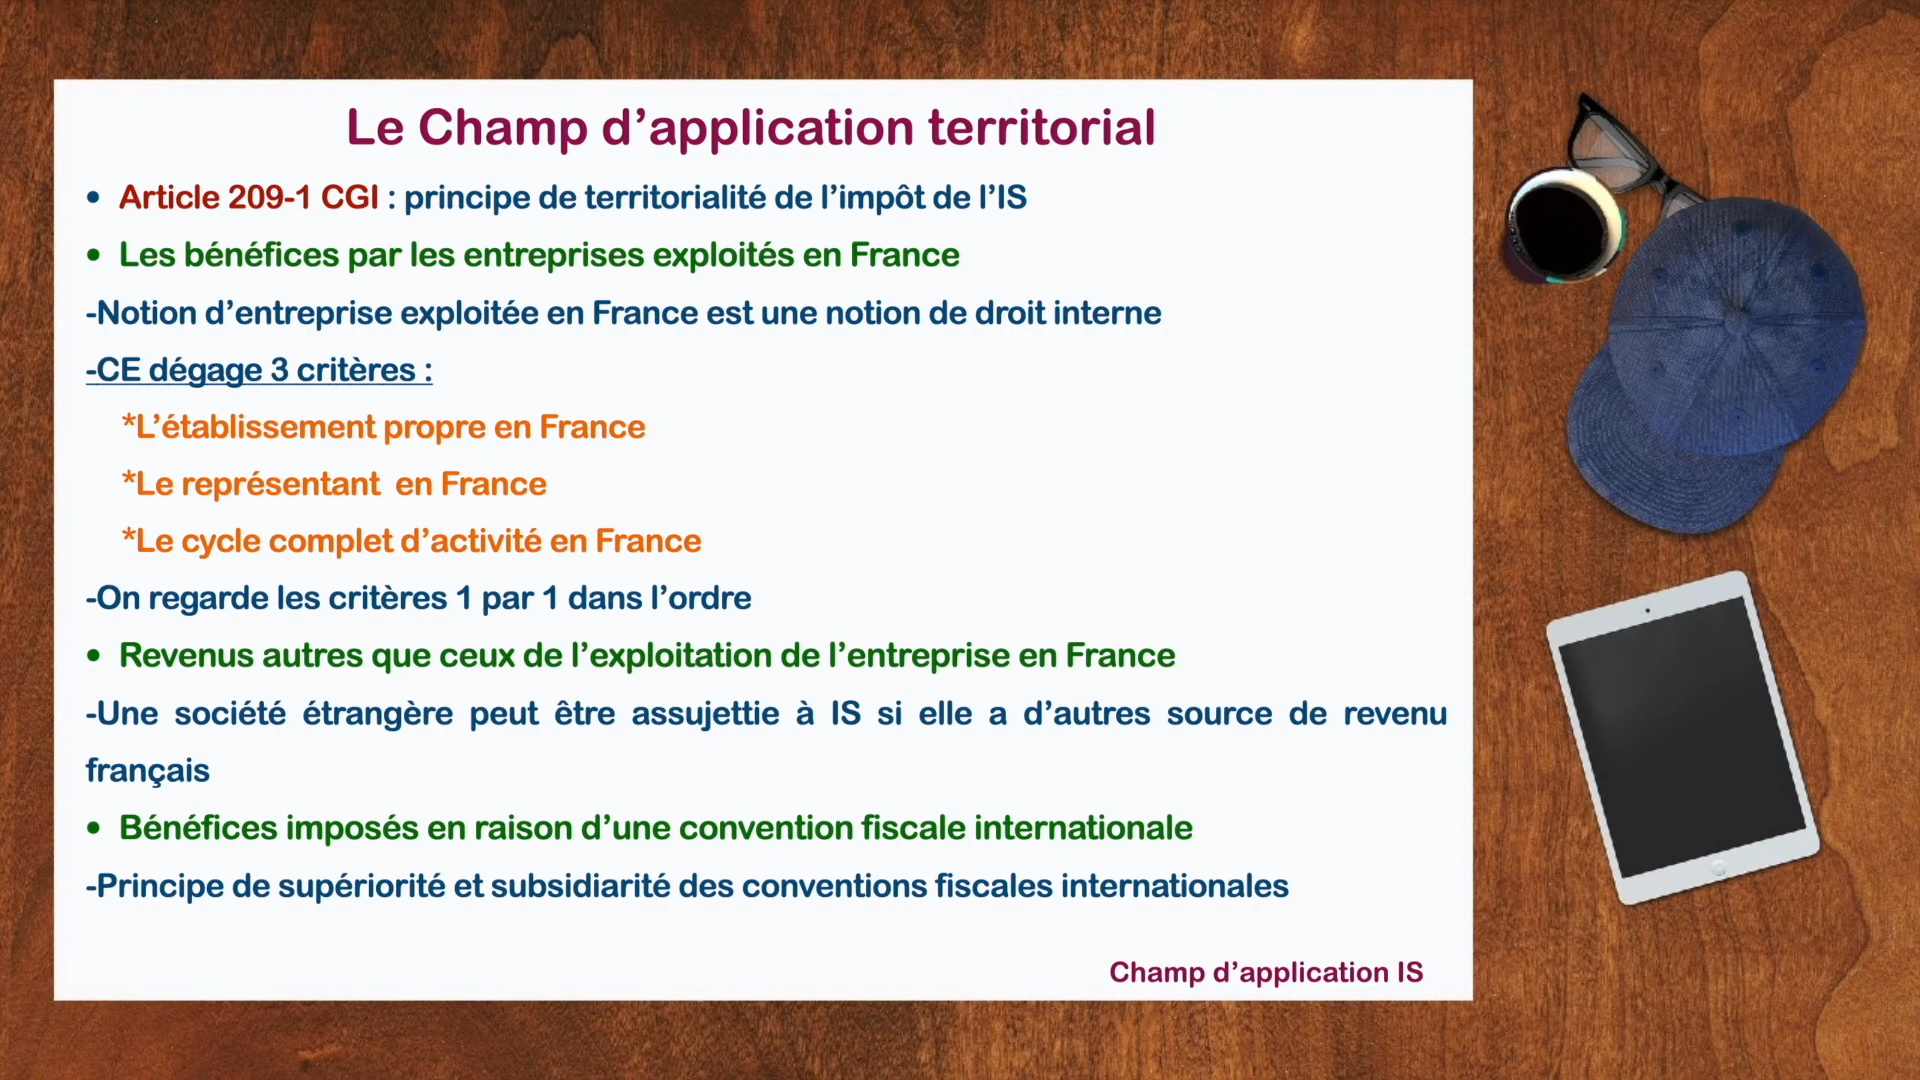 Le Champ d’application territorial
• Article 209-1 CGI : principe de territorialité de l’impôt de l’IS
• Les bénéfices par les entreprises exploités en France
-Notion d’entreprise exploitée en France est une notion de droit interne
-CE dégage 3 critères :
*L’établissement propre en France
*Le représentant  en France
*Le cycle complet d’activité en France
-On regarde les critères 1 par 1 dans l’ordre
• Revenus autres que ceux de l’exploitation de l’entreprise en France
-Une société étrangère peut être assujettie à IS si elle a d’autres source de revenu
français
• Bénéfices imposés en raison d’une convention fiscale internationale
-Principe de supériorité et subsidiarité des conventions fiscales internationales
Champ d’application IS